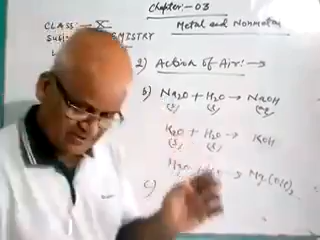 Chapter:- 03
CLASS:- X
Metal and Nonmetal
2) Action of Air:- →
b) Na₂O + H₂O → NaOH
(s) (s) (aq)
K₂O + H₂O → KOH
(s) (s)
c) → Mg(OH)₂